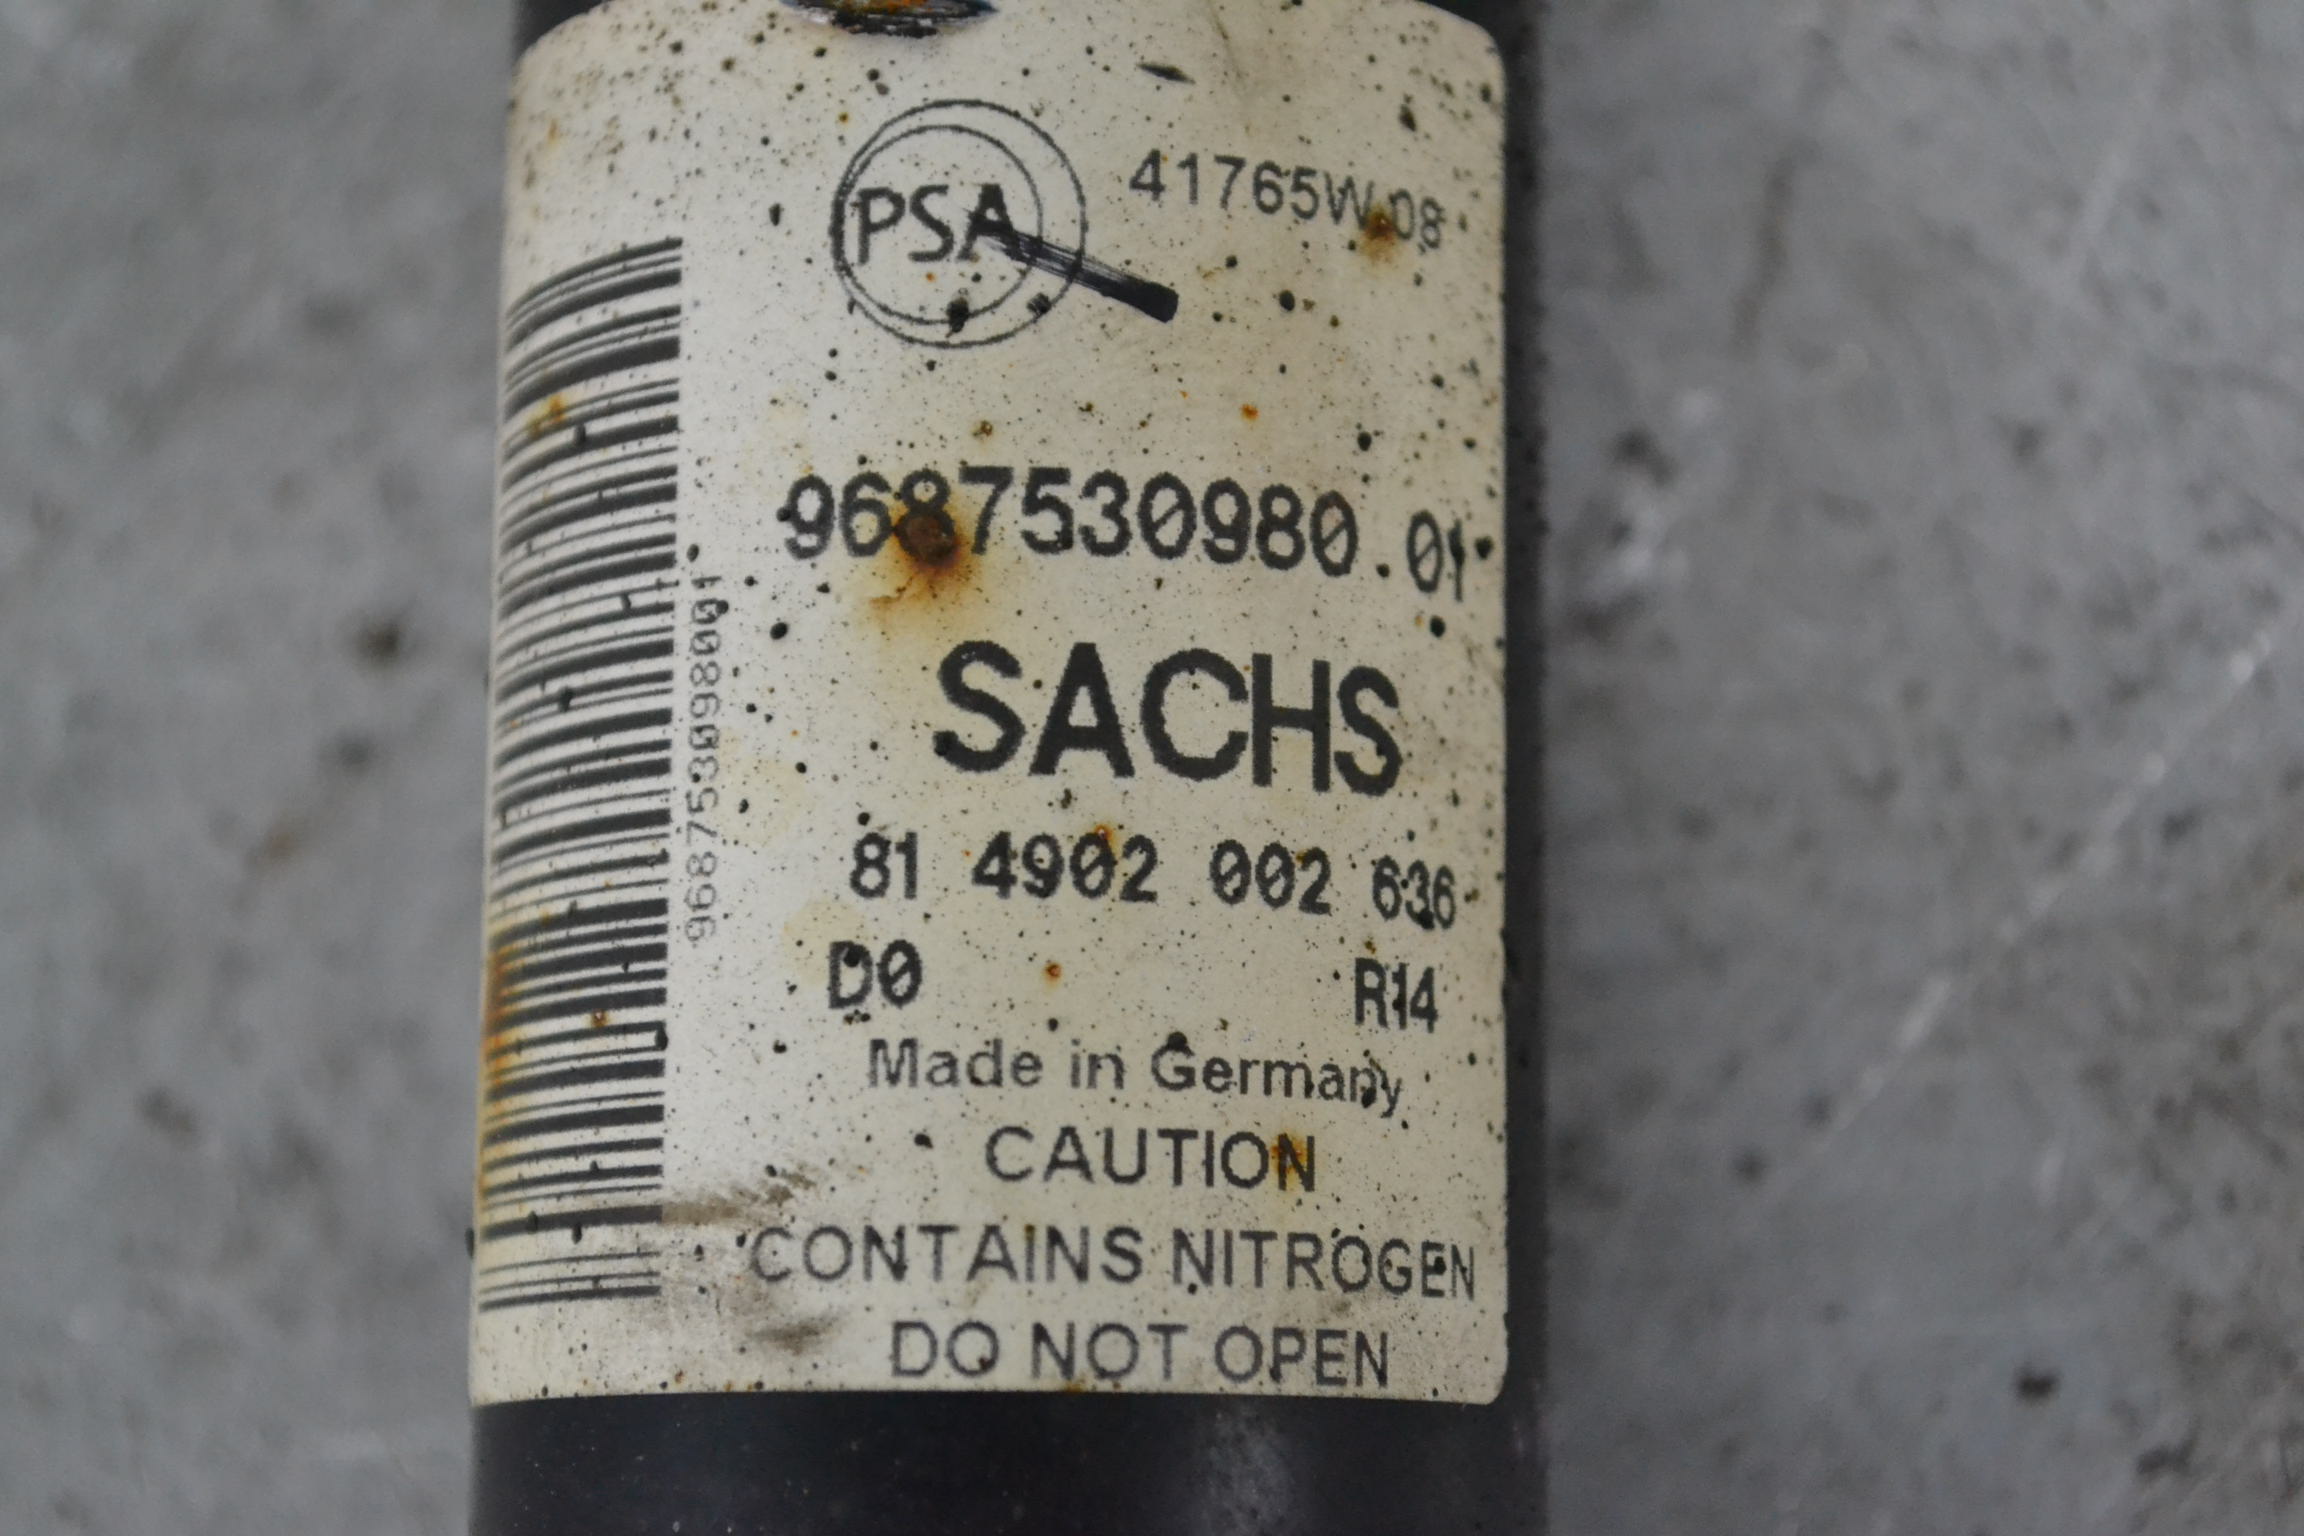 PSA
41765W 08
9687530980.01
968753098001
SACHS
81 4902 002 636
D0 R14
Made in Germany
CAUTION
CONTAINS NITROGEN
DO NOT OPEN